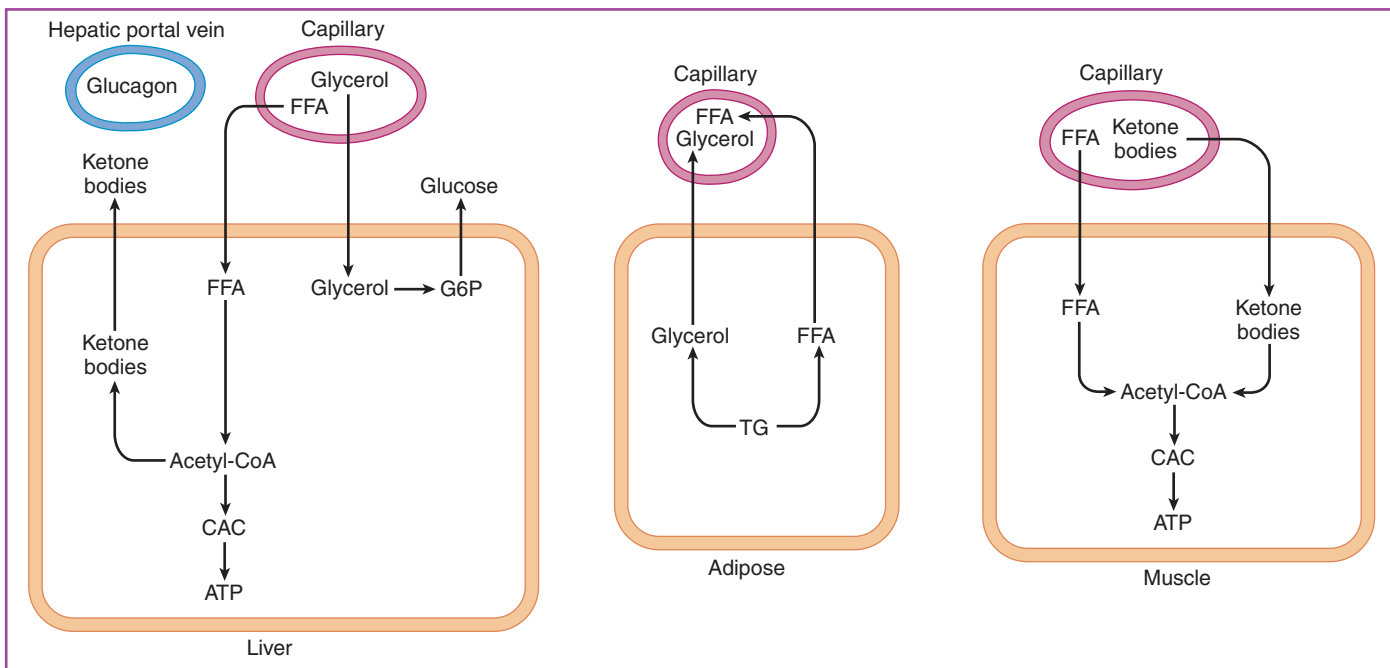 Hepatic portal vein
Glucagon
Capillary
Glycerol
FFA
Ketone
bodies
Glucose
FFA
Glycerol
G6P
Ketone
bodies
Acetyl-CoA
CAC
ATP
Liver
Capillary
FFA
Glycerol
Glycerol
FFA
TG
Adipose
Capillary
FFA
Ketone
bodies
FFA
Ketone
bodies
Acetyl-CoA
CAC
ATP
Muscle